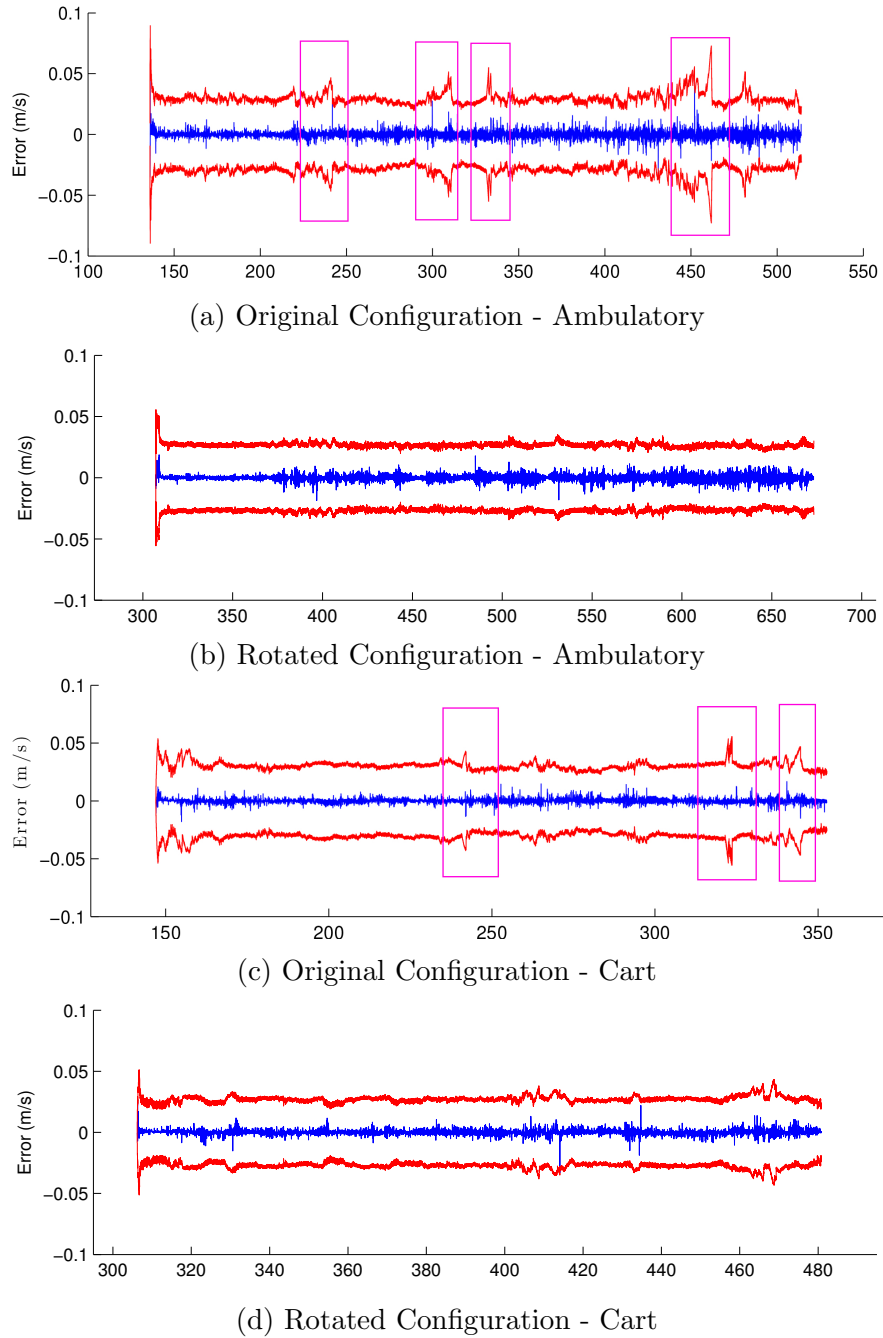 0.1
0.05
0
−0.05
−0.1
Error (m/s)
100 150 200 250 300 350 400 450 500 550
(a) Original Configuration - Ambulatory
0.1
0.05
0
−0.05
−0.1
Error (m/s)
300 350 400 450 500 550 600 650 700
(b) Rotated Configuration - Ambulatory
0.1
0.05
0
−0.05
−0.1
Error (m/s)
150 200 250 300 350
(c) Original Configuration - Cart
0.1
0.05
0
−0.05
−0.1
Error (m/s)
300 320 340 360 380 400 420 440 460 480
(d) Rotated Configuration - Cart